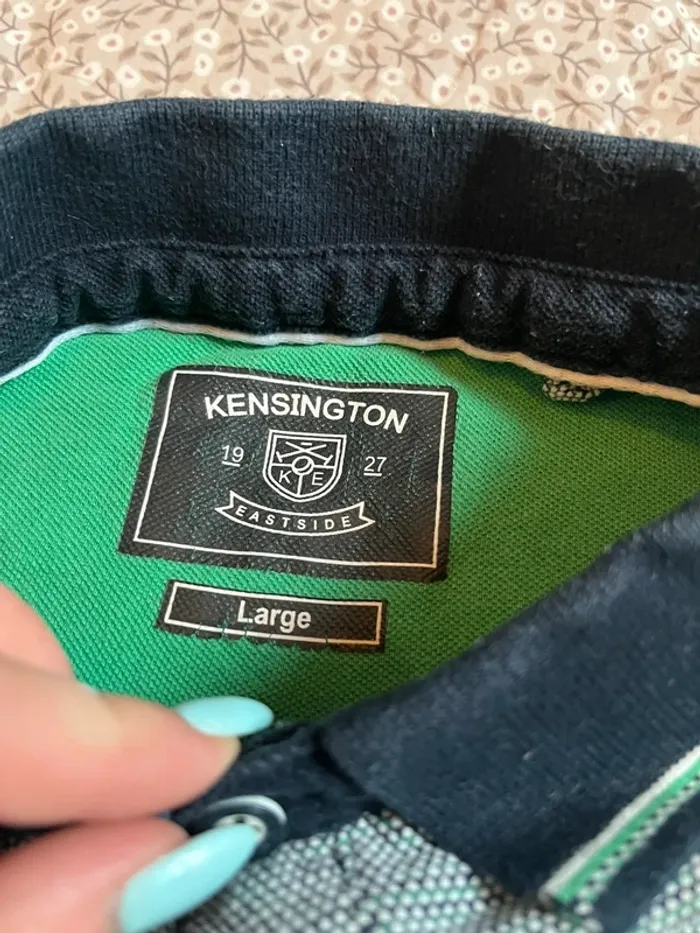 KENSINGTON
19 27
K E
EASTSIDE
Large